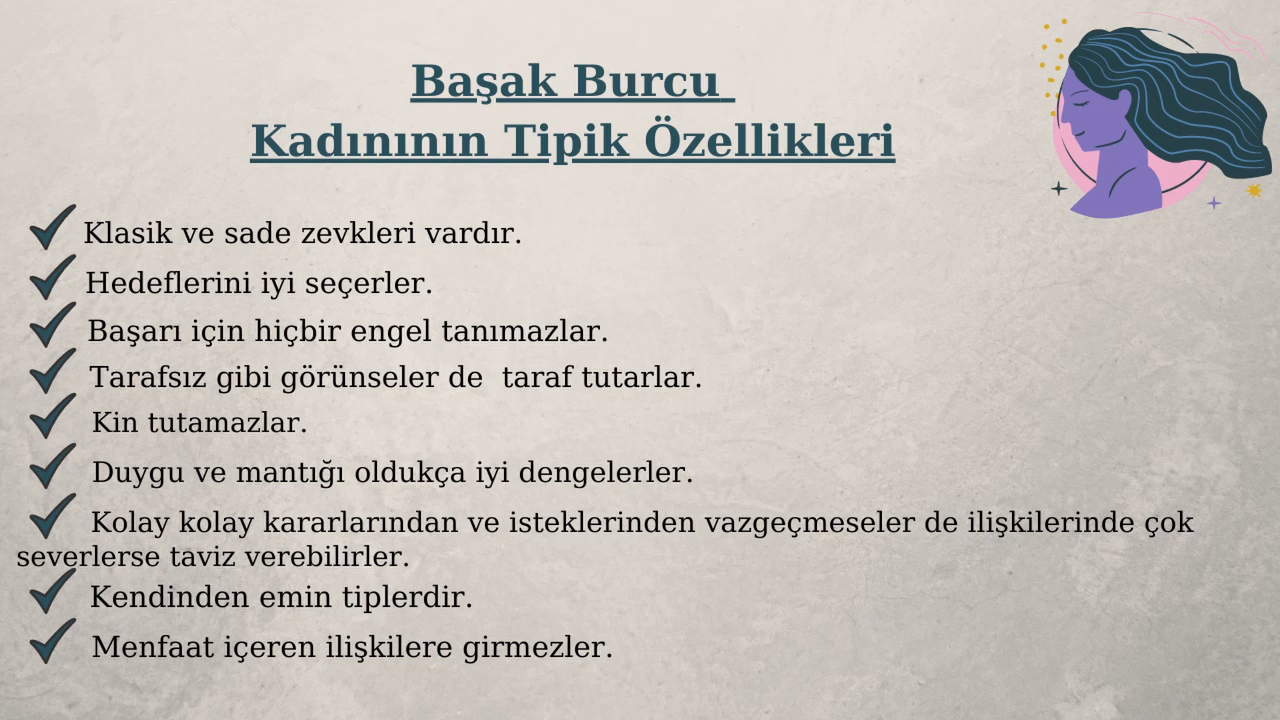 Başak Burcu
Kadınının Tipik Özellikleri
Klasik ve sade zevkleri vardır.
Hedeflerini iyi seçerler.
Başarı için hiçbir engel tanımazlar.
Tarafsız gibi görünseler de  taraf tutarlar.
Kin tutamazlar.
Duygu ve mantığı oldukça iyi dengelerler.
Kolay kolay kararlarından ve isteklerinden vazgeçmeseler de ilişkilerinde çok
severlerse taviz verebilirler.
Kendinden emin tiplerdir.
Menfaat içeren ilişkilere girmezler.